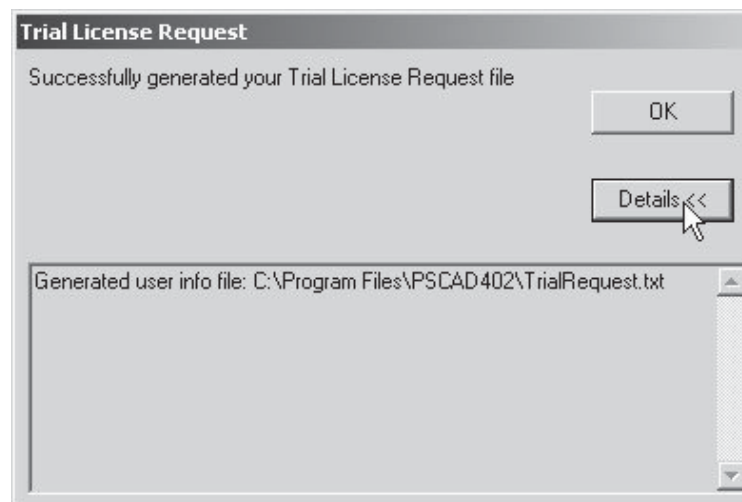 Trial License Request
Successfully generated your Trial License Request file
OK
Details <<
Generated user info file: C:\Program Files\PSCAD402\TrialRequest.txt